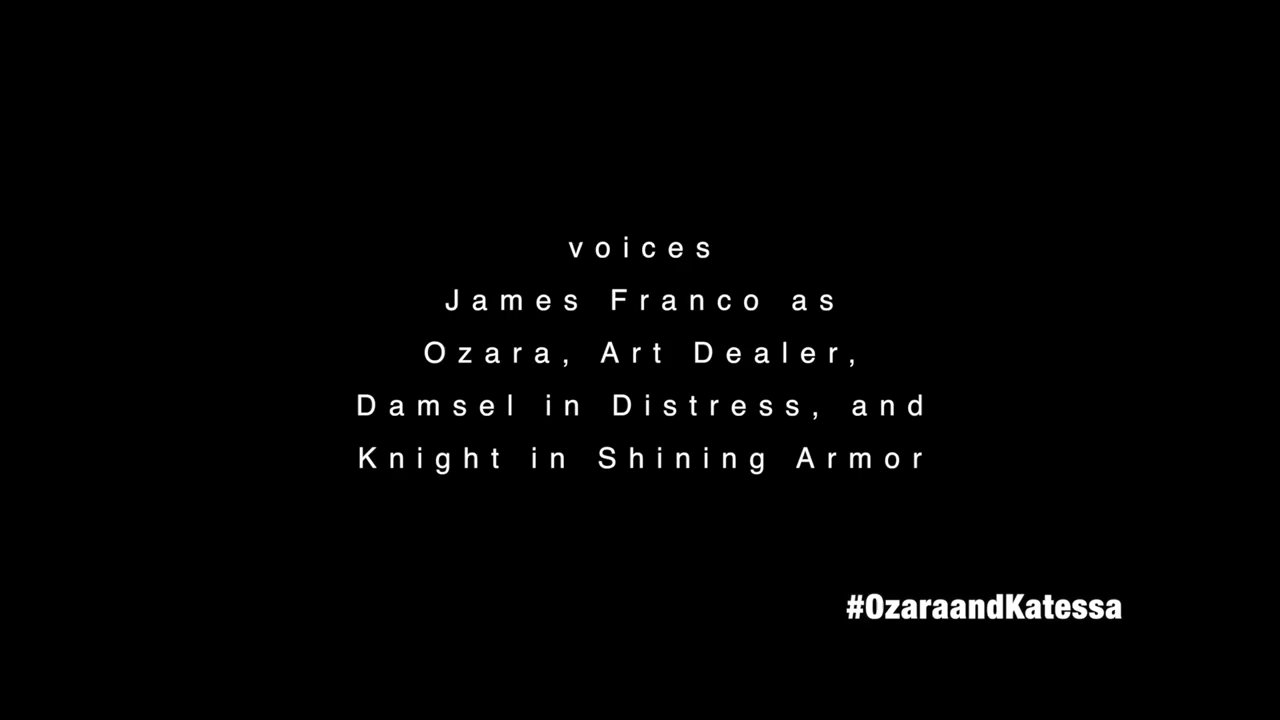 voices
James Franco as
Ozara, Art Dealer,
Damsel in Distress, and
Knight in Shining Armor
#OzaraandKatessa